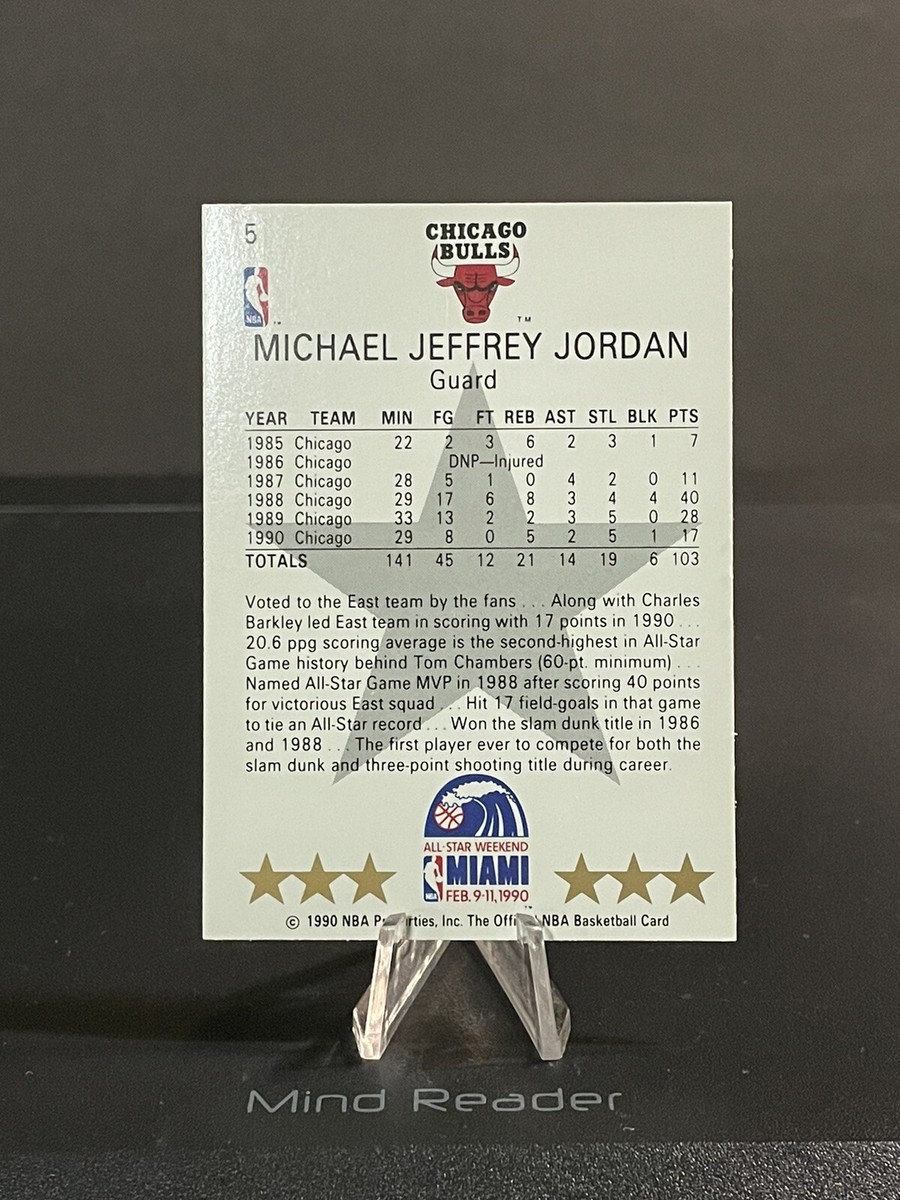 5
CHICAGO
BULLS
TM
NBA
MICHAEL JEFFREY JORDAN
Guard
YEAR TEAM MIN FG FT REB AST STL BLK PTS
1985 Chicago 22 2 3 6 2 3 1 7
1986 Chicago DNP—Injured
1987 Chicago 28 5 1 0 4 2 0 11
1988 Chicago 29 17 6 8 3 4 4 40
1989 Chicago 33 13 2 2 3 5 0 28
1990 Chicago 29 8 0 5 2 5 1 17
TOTALS 141 45 12 21 14 19 6 103
Voted to the East team by the fans . . . Along with Charles
Barkley led East team in scoring with 17 points in 1990 . . .
20.6 ppg scoring average is the second-highest in All-Star
Game history behind Tom Chambers (60-pt. minimum) . . .
Named All-Star Game MVP in 1988 after scoring 40 points
for victorious East squad . . . Hit 17 field-goals in that game
to tie an All-Star record . . . Won the slam dunk title in 1986
and 1988 . . . The first player ever to compete for both the
slam dunk and three-point shooting title during career.
ALL-STAR WEEKEND
NBA MIAMI
FEB. 9-11, 1990
© 1990 NBA Inc. The NBA Basketball Card
Mind Reader